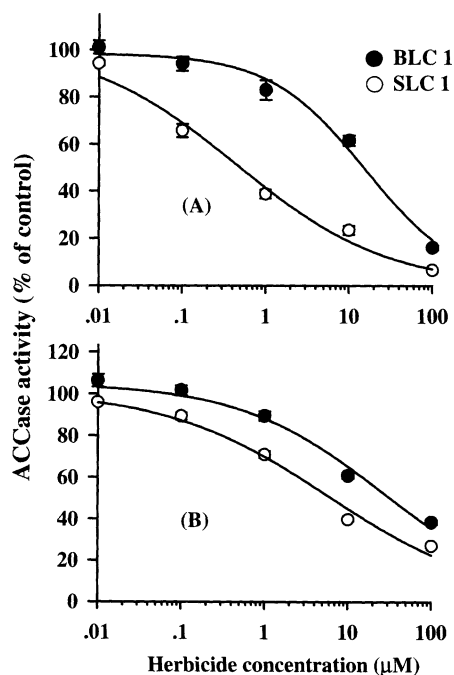 100
80
60
40
20
0
BLC 1
SLC 1
(A)
.01 .1 1 10 100
ACCase activity (% of control)
120
100
80
60
40
20
0
(B)
.01 .1 1 10 100
Herbicide concentration (µM)